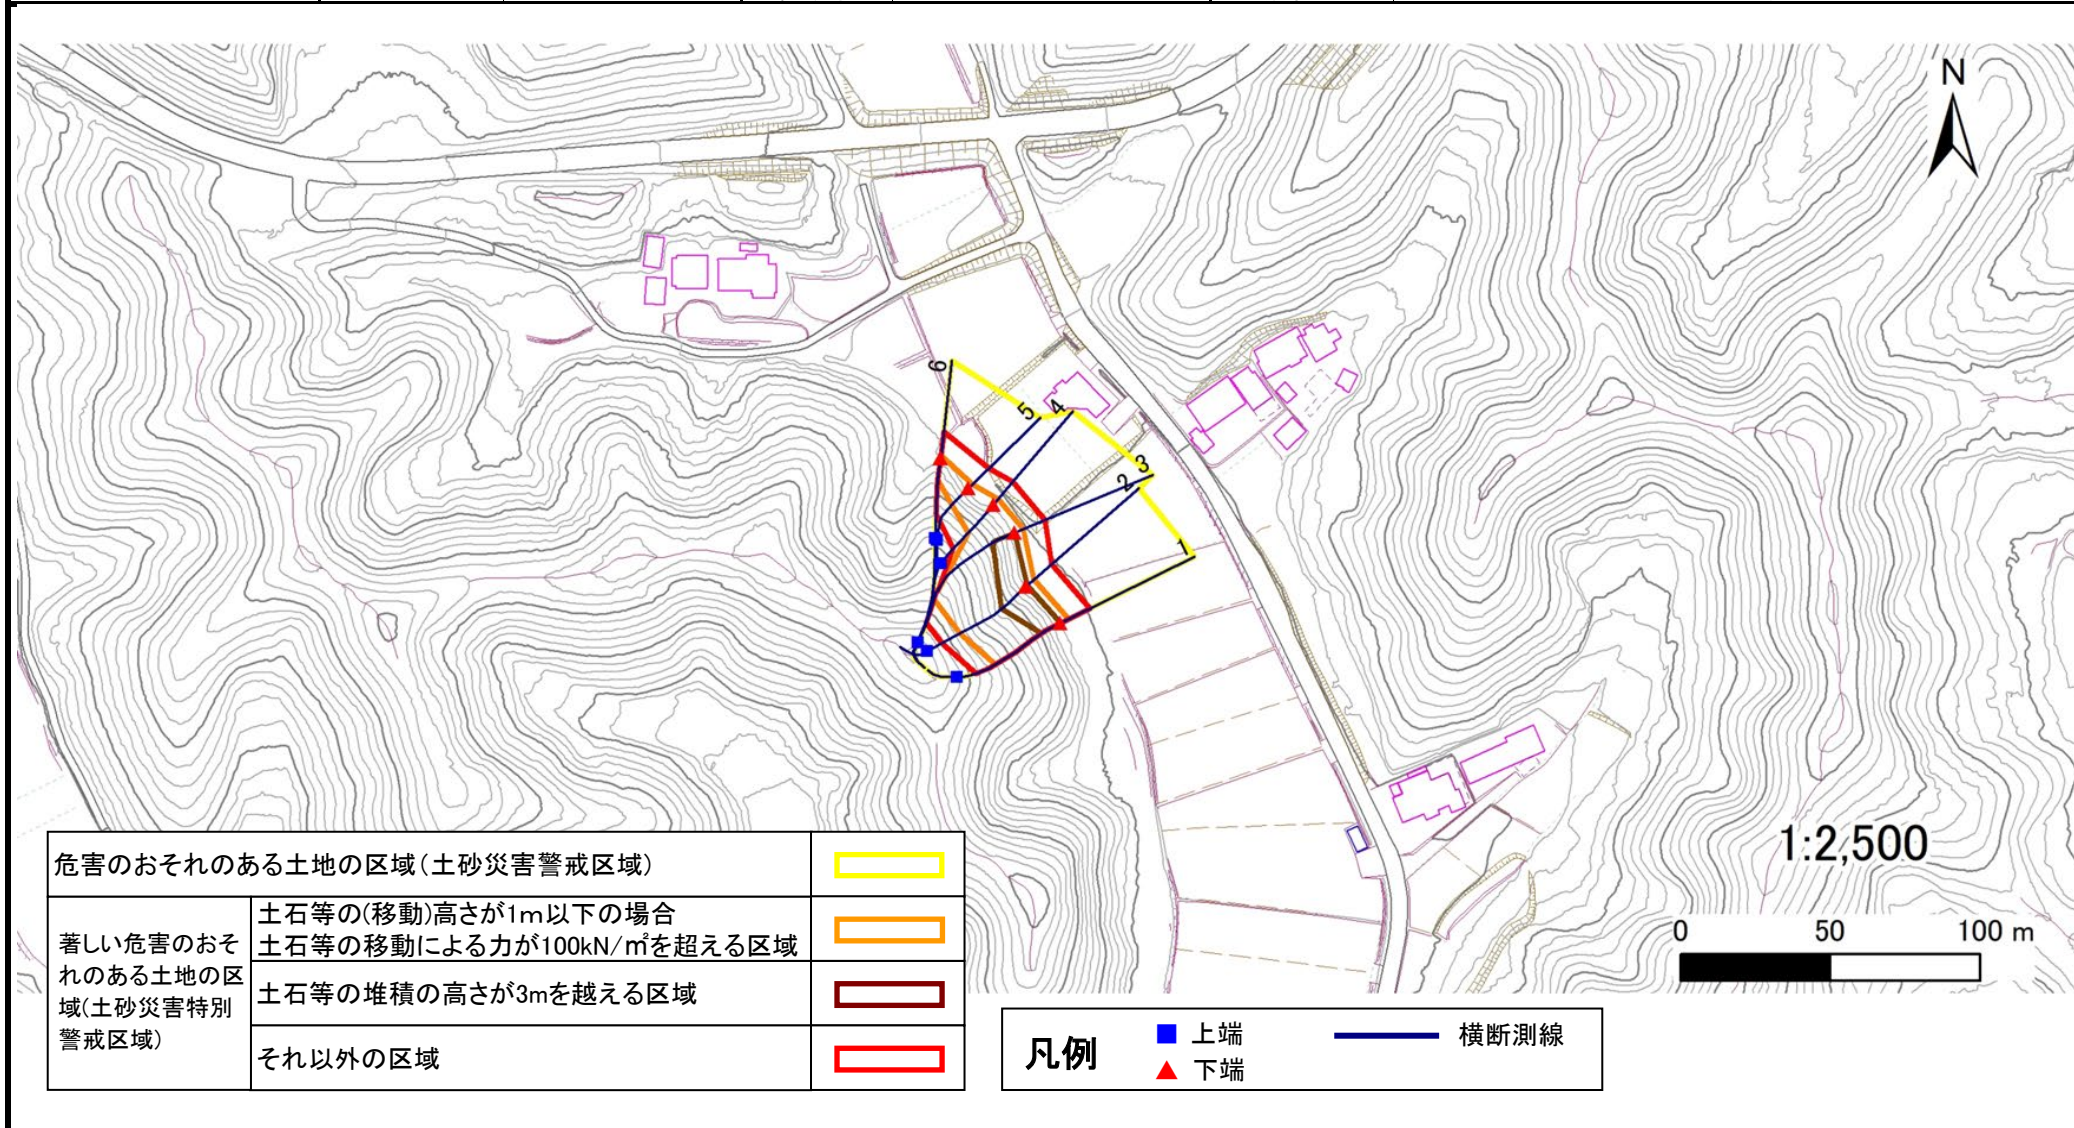 N
6
5
4
3
2
1
1:2,500
0 50 100 m
危害のおそれのある土地の区域(土砂災害警戒区域)
著しい危害のおそ
れのある土地の区
域(土砂災害特別
警戒区域)
土石等の(移動)高さが1m以下の場合
土石等の移動による力が100kN/㎡を超える区域
土石等の堆積の高さが3mを越える区域
それ以外の区域
凡例
上端
下端
横断測線